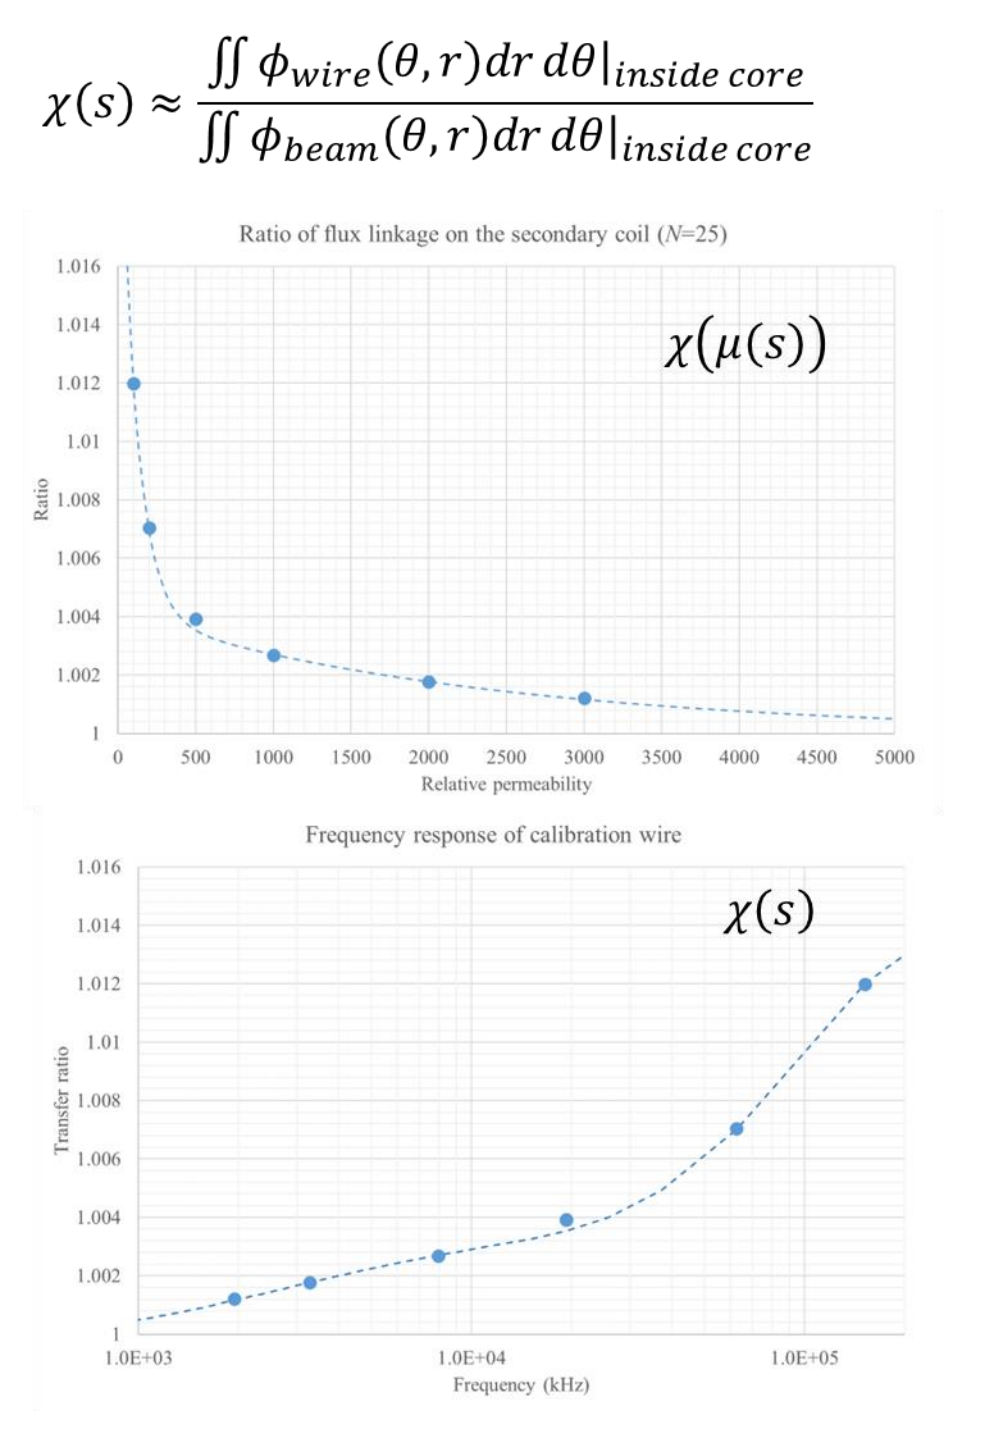 χ(s) ≈ ∬ ϕ_wire(θ, r)dr dθ|_inside core / ∬ ϕ_beam(θ, r)dr dθ|_inside core
Ratio of flux linkage on the secondary coil (N=25)
1.016
1.014
χ(μ(s))
1.012
1.01
1.008
1.006
1.004
1.002
1
Ratio
0 500 1000 1500 2000 2500 3000 3500 4000 4500 5000
Relative permeability
Frequency response of calibration wire
1.016
χ(s)
1.014
1.012
1.01
1.008
1.006
1.004
1.002
1
Transfer ratio
1.0E+03 1.0E+04 1.0E+05
Frequency (kHz)